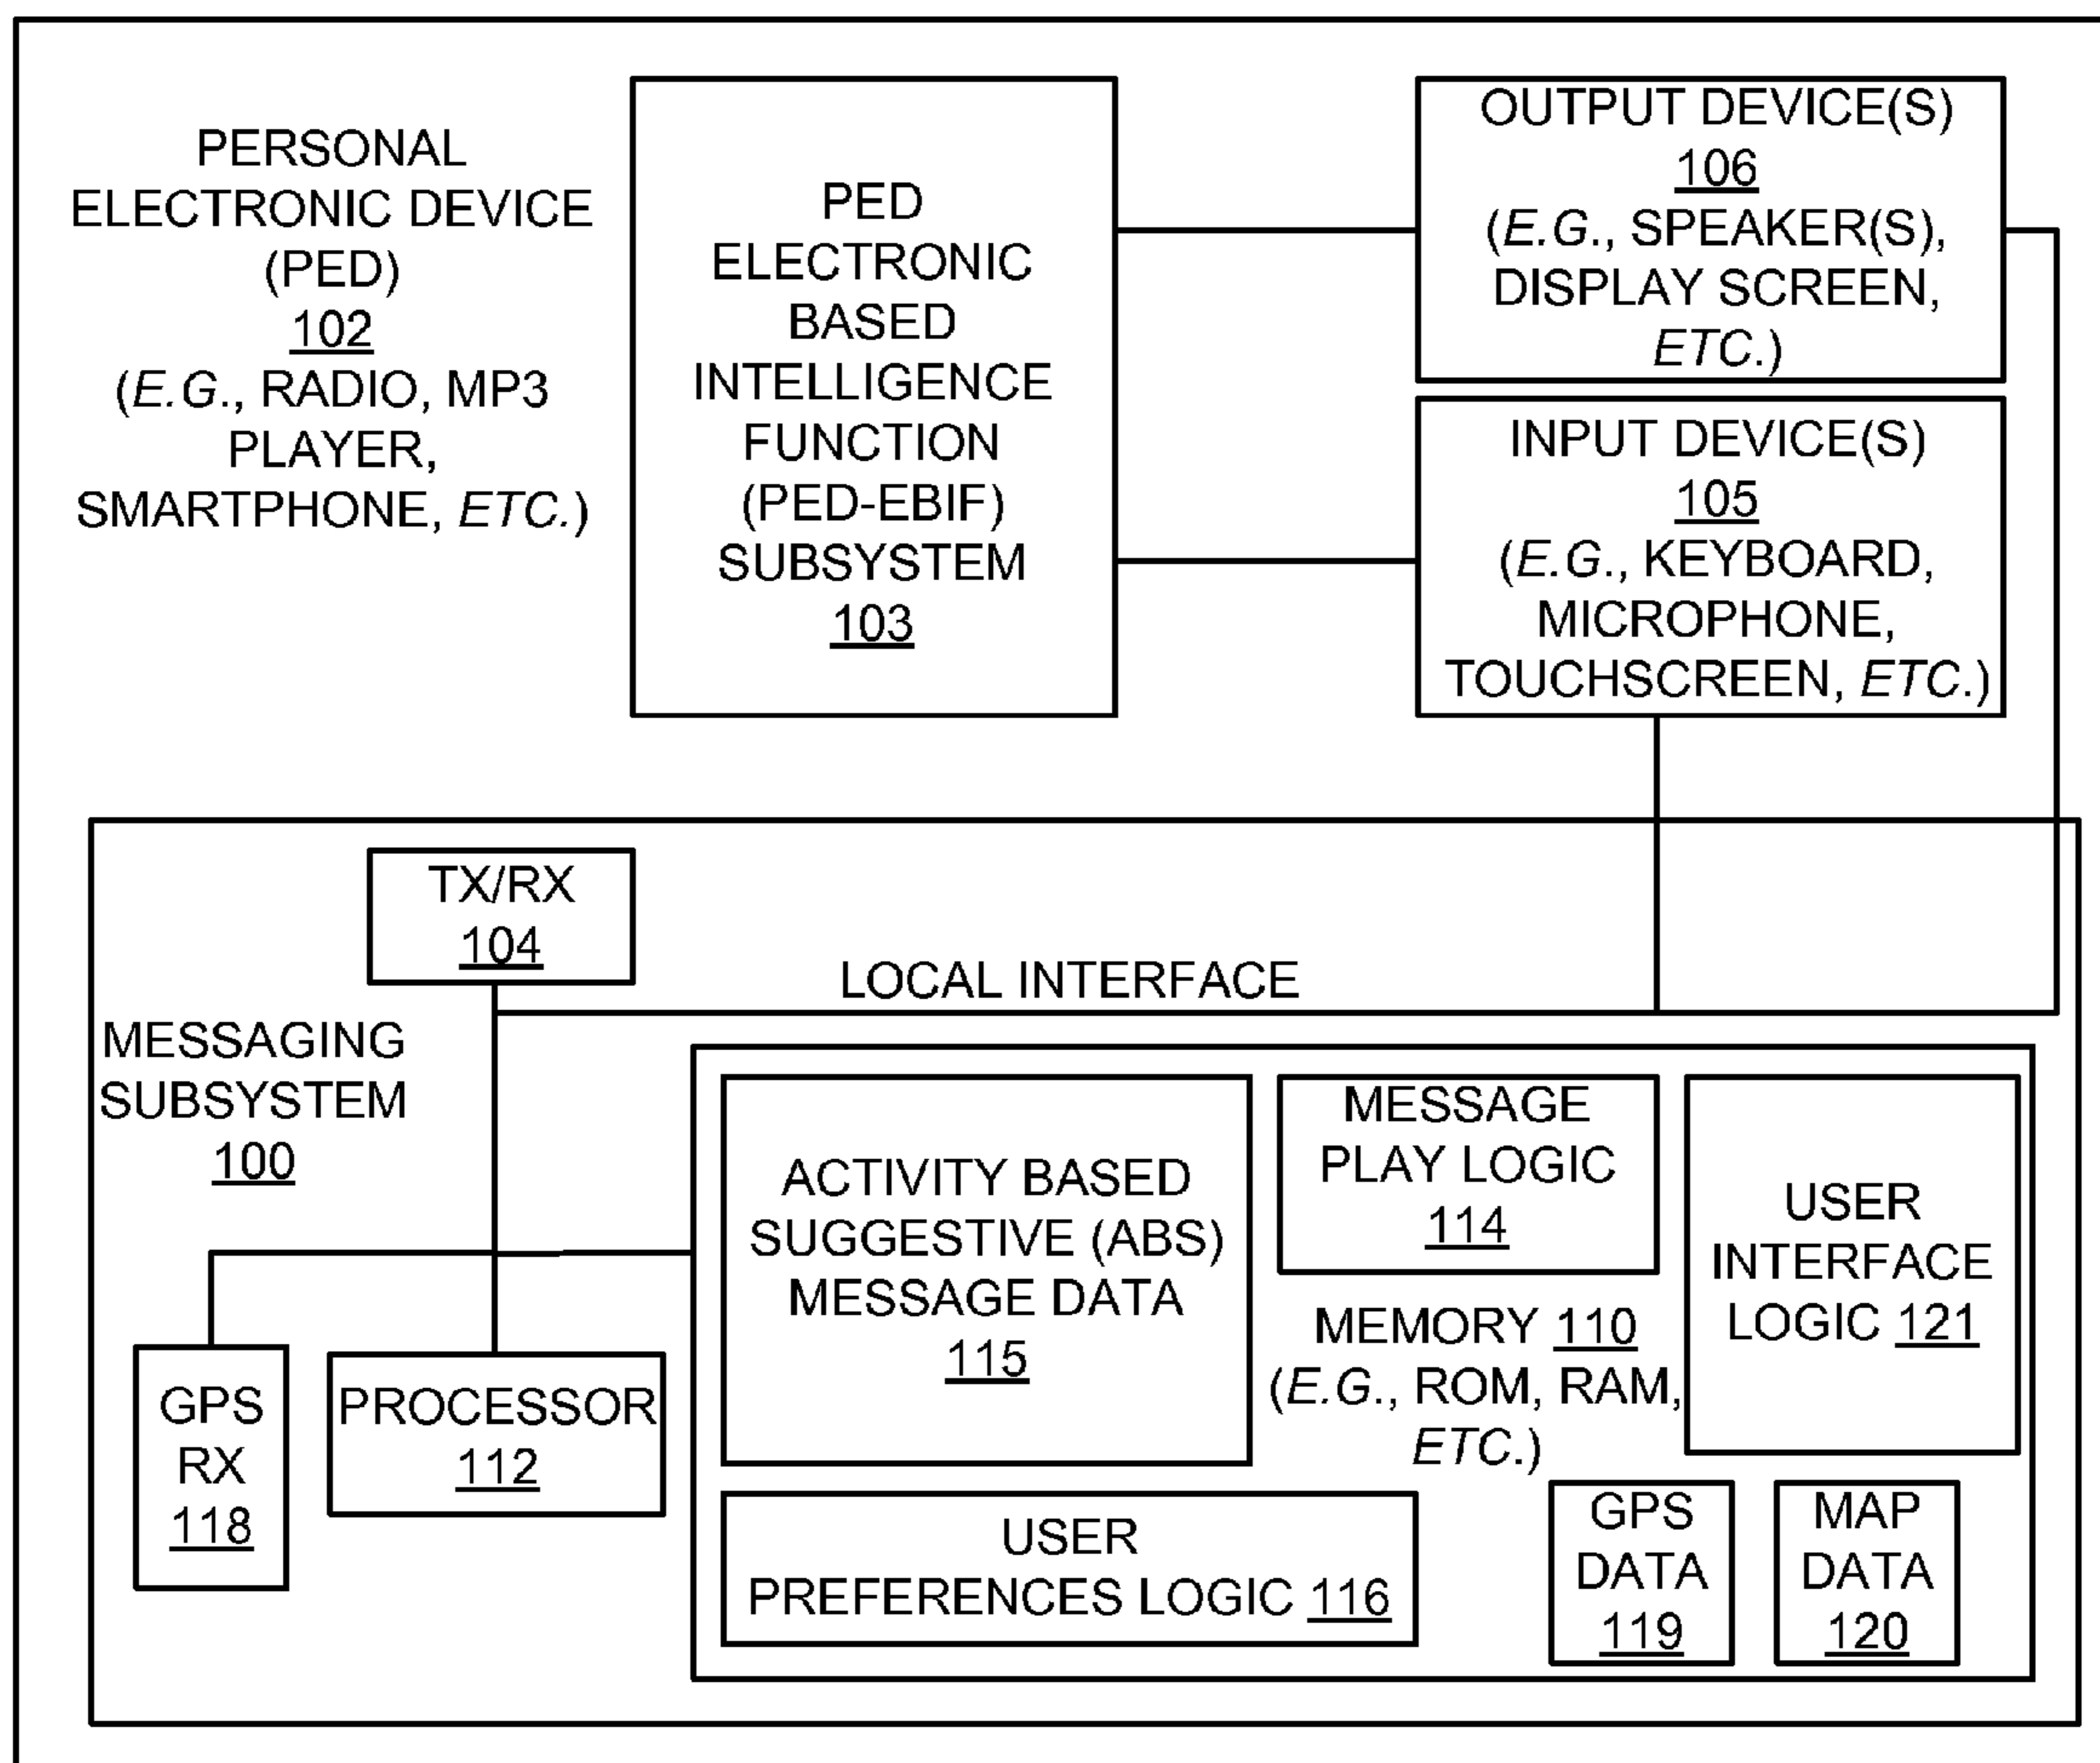 PERSONAL
ELECTRONIC DEVICE
(PED)
102
(E.G., RADIO, MP3
PLAYER,
SMARTPHONE, ETC.)
PED
ELECTRONIC
BASED
INTELLIGENCE
FUNCTION
(PED-EBIF)
SUBSYSTEM
103
OUTPUT DEVICE(S)
106
(E.G., SPEAKER(S),
DISPLAY SCREEN,
ETC.)
INPUT DEVICE(S)
105
(E.G., KEYBOARD,
MICROPHONE,
TOUCHSCREEN, ETC.)
TX/RX
104
LOCAL INTERFACE
MESSAGING
SUBSYSTEM
100
GPS
RX
118
PROCESSOR
112
ACTIVITY BASED
SUGGESTIVE (ABS)
MESSAGE DATA
115
MESSAGE
PLAY LOGIC
114
USER
INTERFACE
LOGIC 121
MEMORY 110
(E.G., ROM, RAM,
ETC.)
USER
PREFERENCES LOGIC 116
GPS
DATA
119
MAP
DATA
120